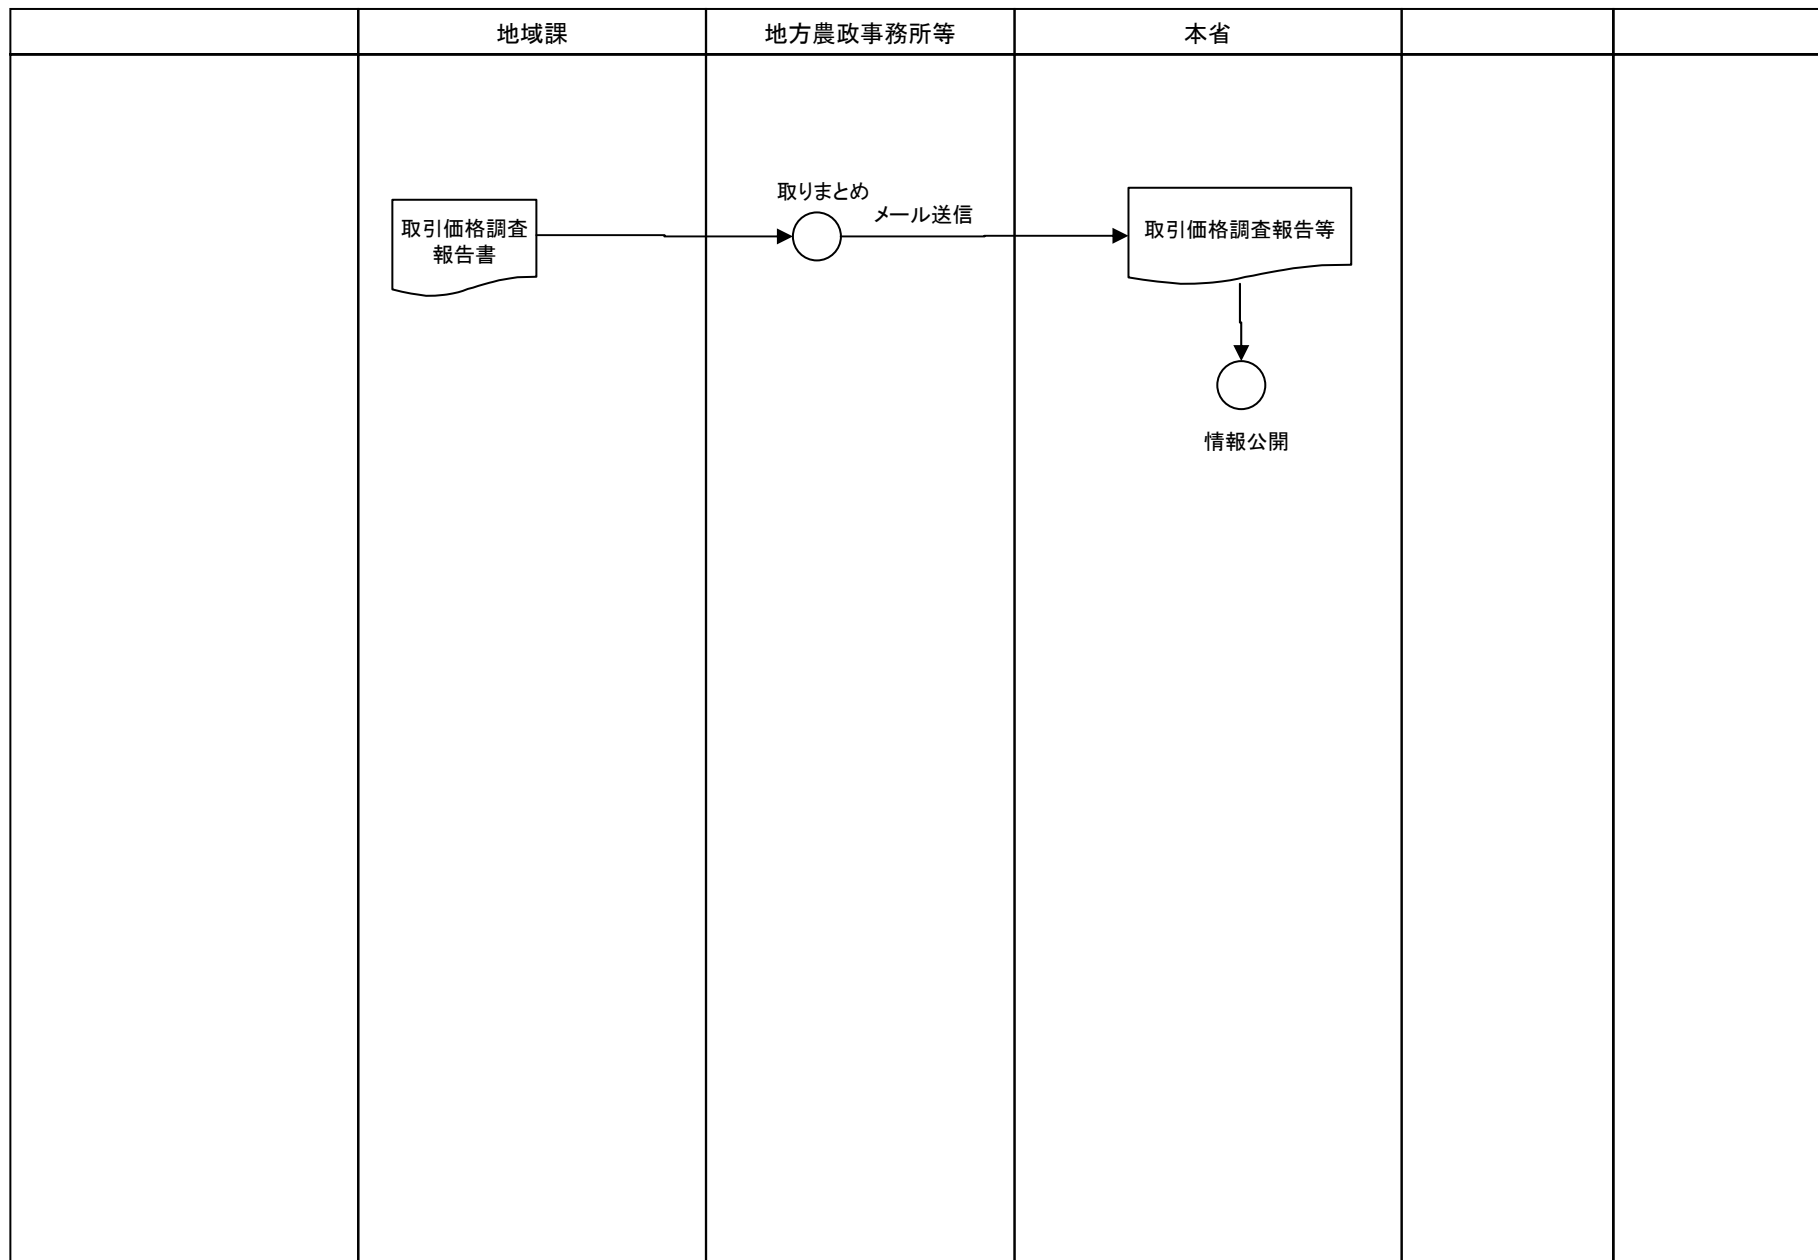 地域課
地方農政事務所等
本省
取引価格調査
報告書
取りまとめ
メール送信
取引価格調査報告等
情報公開